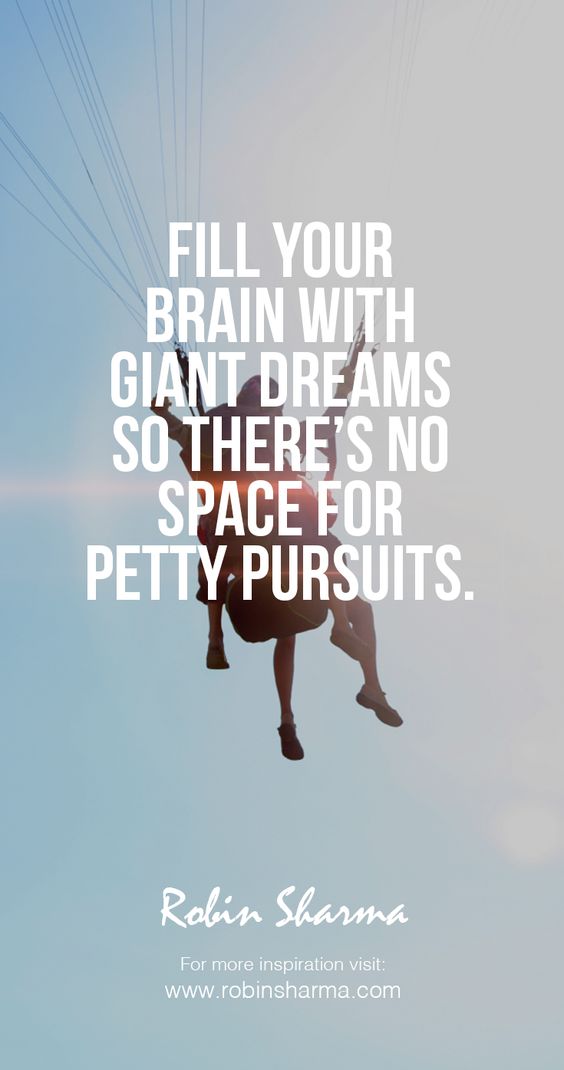 FILL YOUR
BRAIN WITH
GIANT DREAMS
SO THERE'S NO
SPACE FOR
PETTY PURSUITS.
Robin Sharma
For more inspiration visit:
www.robinsharma.com